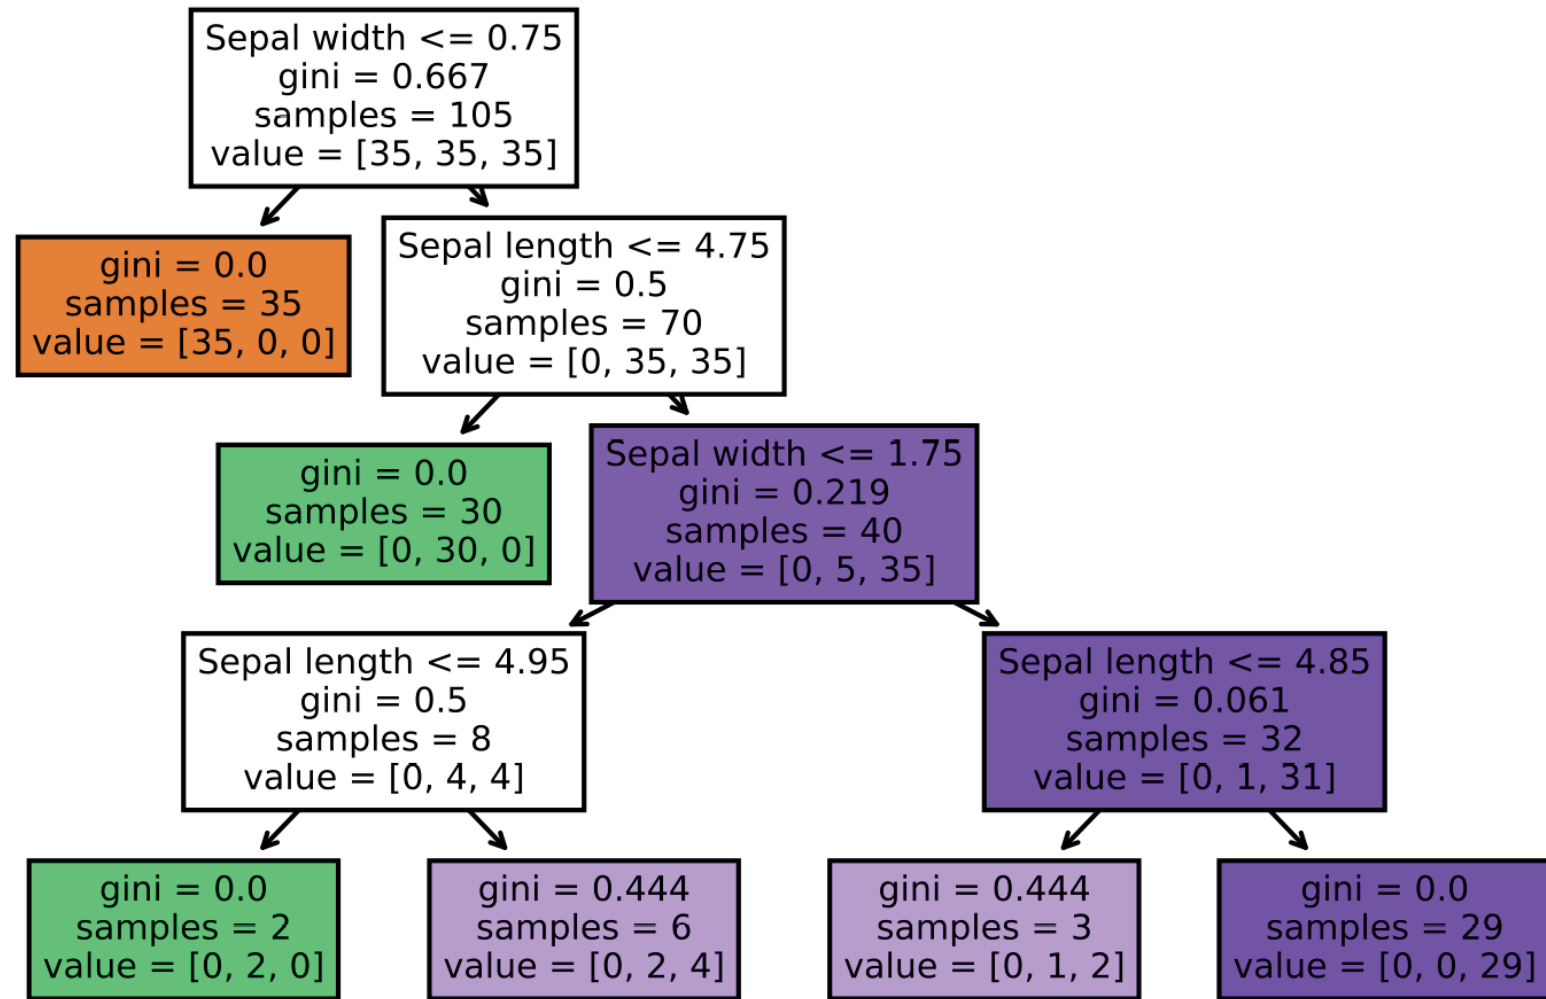 Sepal width <= 0.75
gini = 0.667
samples = 105
value = [35, 35, 35]
gini = 0.0
samples = 35
value = [35, 0, 0]
Sepal length <= 4.75
gini = 0.5
samples = 70
value = [0, 35, 35]
gini = 0.0
samples = 30
value = [0, 30, 0]
Sepal width <= 1.75
gini = 0.219
samples = 40
value = [0, 5, 35]
Sepal length <= 4.95
gini = 0.5
samples = 8
value = [0, 4, 4]
Sepal length <= 4.85
gini = 0.061
samples = 32
value = [0, 1, 31]
gini = 0.0
samples = 2
value = [0, 2, 0]
gini = 0.444
samples = 6
value = [0, 2, 4]
gini = 0.444
samples = 3
value = [0, 1, 2]
gini = 0.0
samples = 29
value = [0, 0, 29]